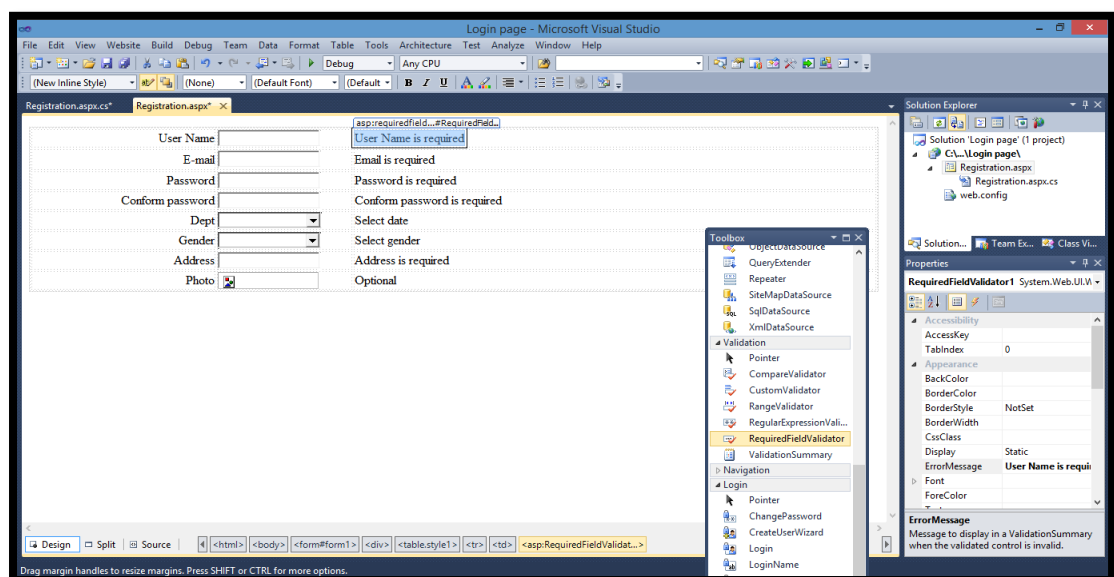 Login page - Microsoft Visual Studio
File Edit View Website Build Debug Team Data Format Table Tools Architecture Test Analyze Window Help
Debug Any CPU
(New Inline Style) (None) (Default Font) (Default B I U A
Registration.aspx.cs* Registration.aspx*
asp:requiredfield...#RequiredField..
User Name User Name is required
E-mail Email is required
Password Password is required
Conform password Conform password is required
Dept Select date
Gender Select gender
Address Address is required
Photo Optional
Toolbox
ObjectDataSource
QueryExtender
Repeater
SiteMapDataSource
SqlDataSource
XmlDataSource
Validation
Pointer
CompareValidator
CustomValidator
RangeValidator
RegularExpressionVali...
RequiredFieldValidator
ValidationSummary
Navigation
Login
Pointer
ChangePassword
CreateUserWizard
Login
LoginName
Solution Explorer
Solution 'Login page' (1 project)
C:\...\Login page\
Registration.aspx
Registration.aspx.cs
web.config
Solution... Team Ex... Class Vi...
Properties
RequiredFieldValidator1 System.Web.UI.W
Accessibility
AccessKey
TabIndex 0
Appearance
BackColor
BorderColor
BorderStyle NotSet
BorderWidth
CssClass
Display Static
ErrorMessage User Name is requi
Font
ForeColor
ErrorMessage
Message to display in a ValidationSummary
when the validated control is invalid.
Design Split Source <html> <body> <form#form1> <div> <table.style1> <tr> <td> <asp:RequiredFieldValidat...>
Drag margin handles to resize margins. Press SHIFT or CTRL for more options.